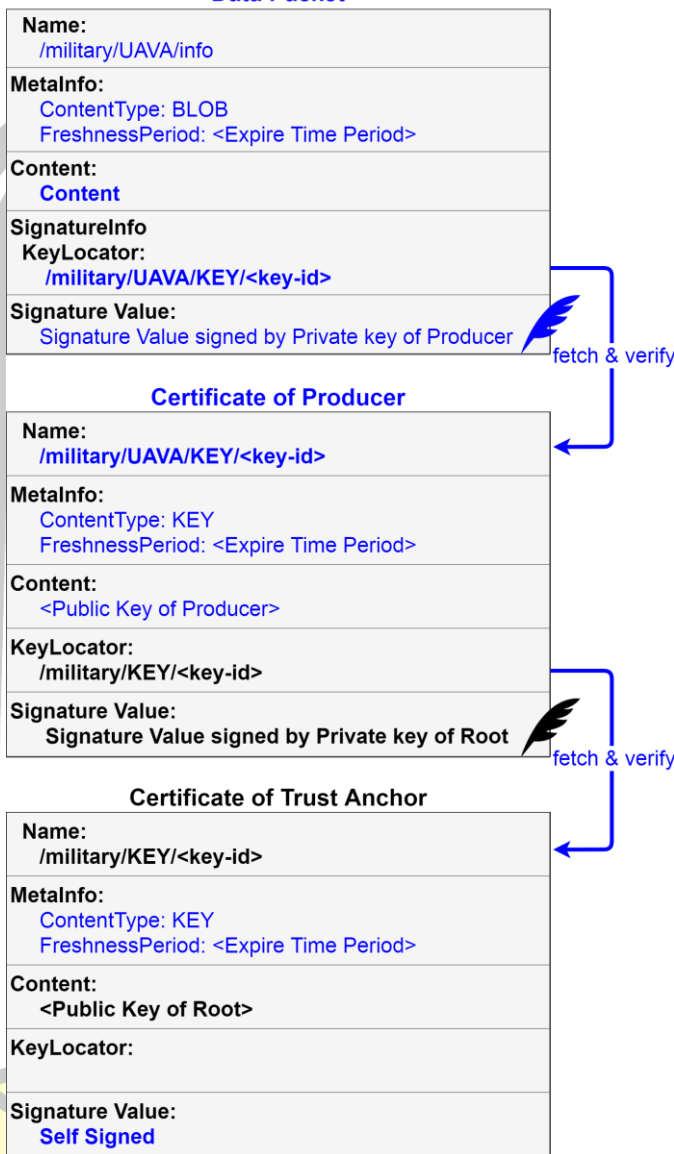 Data Packet
Name:
/military/UAVA/info
MetaInfo:
ContentType: BLOB
FreshnessPeriod: <Expire Time Period>
Content:
Content
SignatureInfo
KeyLocator:
/military/UAVA/KEY/<key-id>
Signature Value:
Signature Value signed by Private key of Producer
fetch & verify
Certificate of Producer
Name:
/military/UAVA/KEY/<key-id>
MetaInfo:
ContentType: KEY
FreshnessPeriod: <Expire Time Period>
Content:
<Public Key of Producer>
KeyLocator:
/military/KEY/<key-id>
Signature Value:
Signature Value signed by Private key of Root
fetch & verify
Certificate of Trust Anchor
Name:
/military/KEY/<key-id>
MetaInfo:
ContentType: KEY
FreshnessPeriod: <Expire Time Period>
Content:
<Public Key of Root>
KeyLocator:
Signature Value:
Self Signed